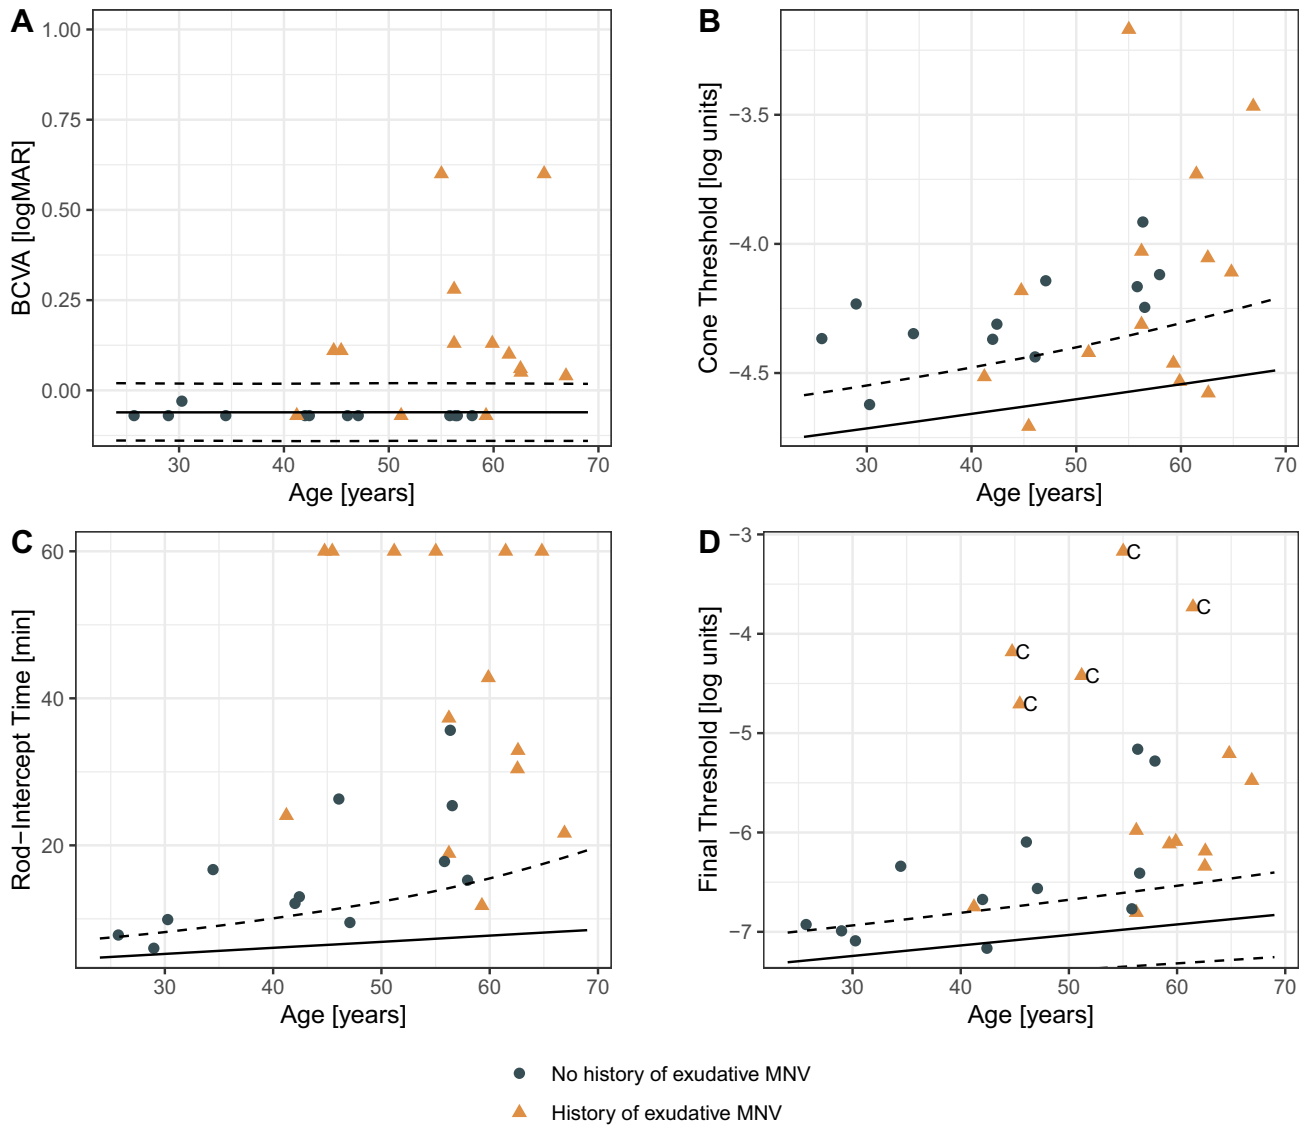 A
BCVA [logMAR]
1.00
0.75
0.50
0.25
0.00
30 40 50 60 70
Age [years]
B
Cone Threshold [log units]
−3.5
−4.0
−4.5
30 40 50 60 70
Age [years]
C
Rod−Intercept Time [min]
60
40
20
30 40 50 60 70
Age [years]
D
Final Threshold [log units]
−3
−4
−5
−6
−7
C
C
C
C
C
30 40 50 60 70
Age [years]
No history of exudative MNV
History of exudative MNV